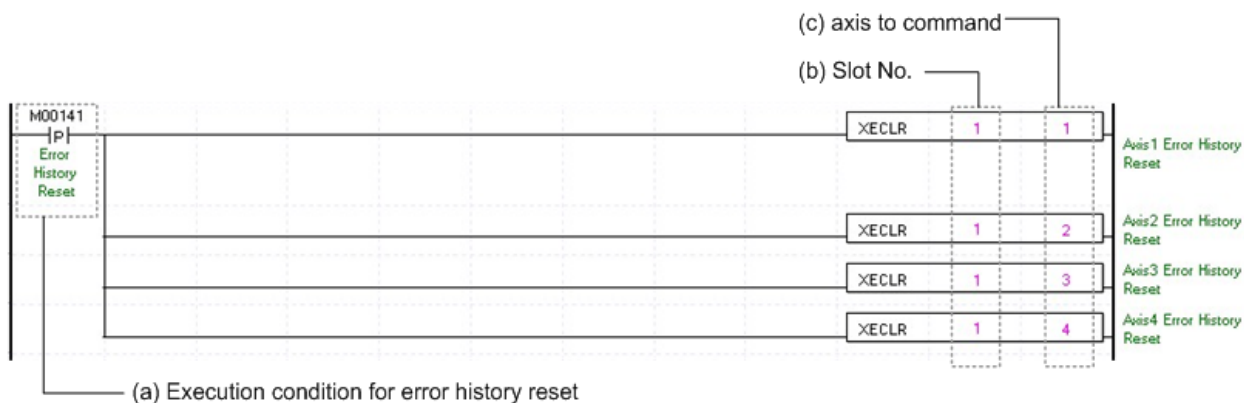 (c) axis to command
(b) Slot No.
M00141
P
Error
History
Reset
XECLR 1 1
Axis1 Error History
Reset
XECLR 1 2
Axis2 Error History
Reset
XECLR 1 3
Axis3 Error History
Reset
XECLR 1 4
Axis4 Error History
Reset
(a) Execution condition for error history reset